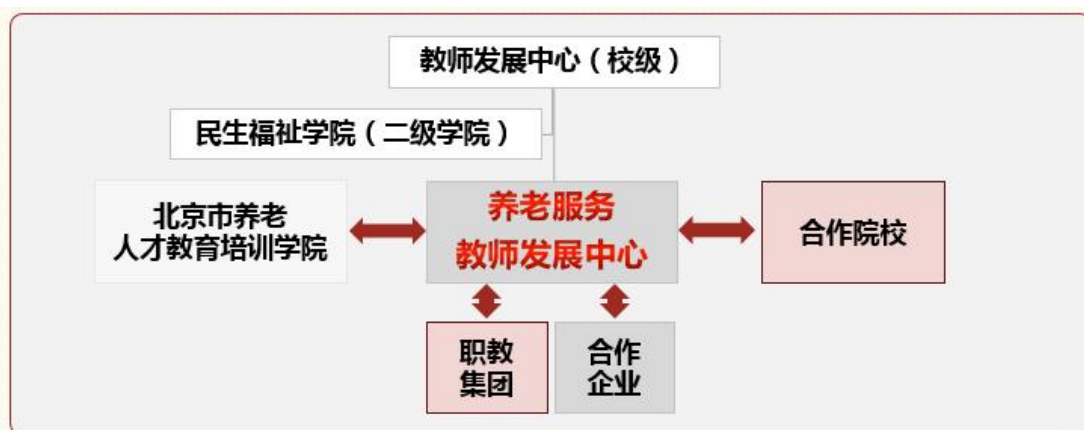 教师发展中心（校级）
民生福祉学院（二级学院）
北京市养老
人才教育培训学院
养老服务
教师发展中心
合作院校
职教
集团
合作
企业